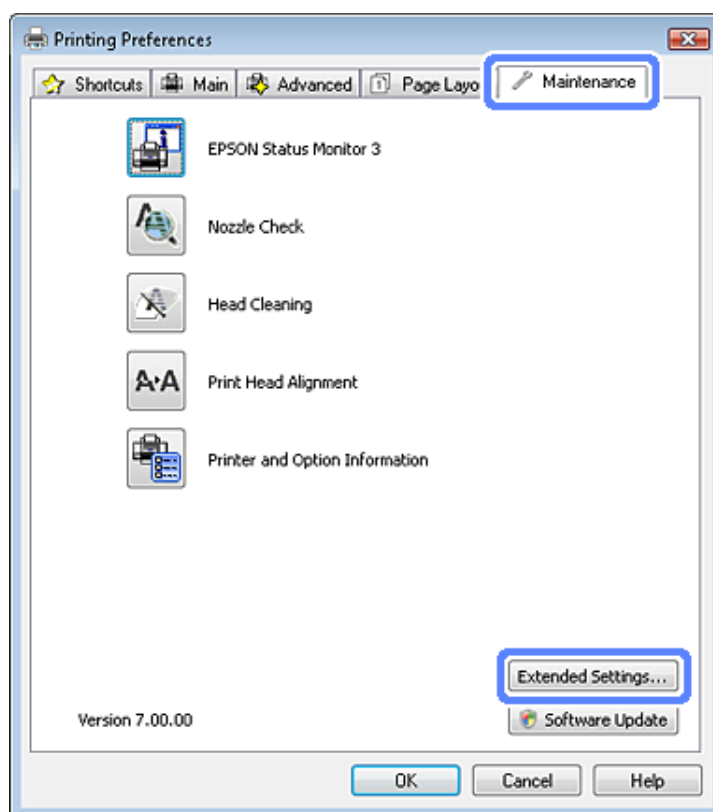 Printing Preferences
Shortcuts Main Advanced 1 Page Layo Maintenance
EPSON Status Monitor 3
Nozzle Check
Head Cleaning
A A Print Head Alignment
Printer and Option Information
Extended Settings...
Version 7.00.00 Software Update
OK Cancel Help